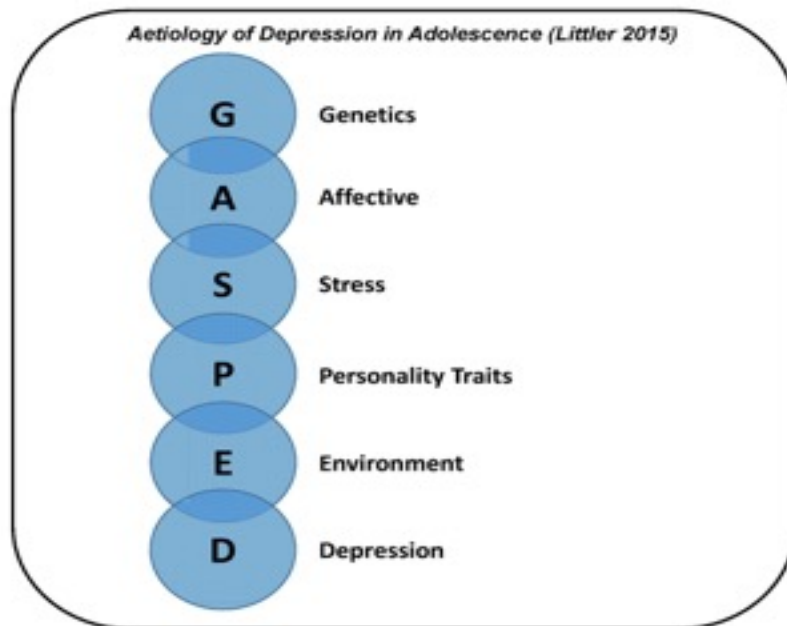 Aetiology of Depression in Adolescence (Littler 2015)
G Genetics
A Affective
S Stress
P Personality Traits
E Environment
D Depression